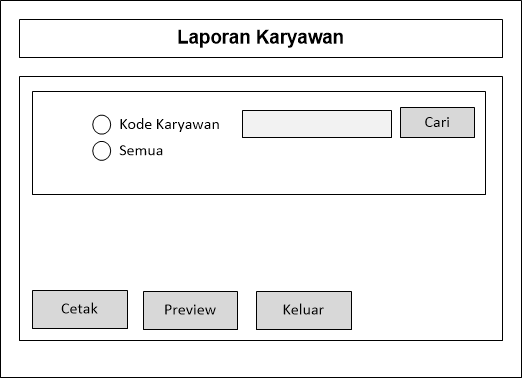 Laporan Karyawan
Kode Karyawan
Cari
Semua
Cetak
Preview
Keluar